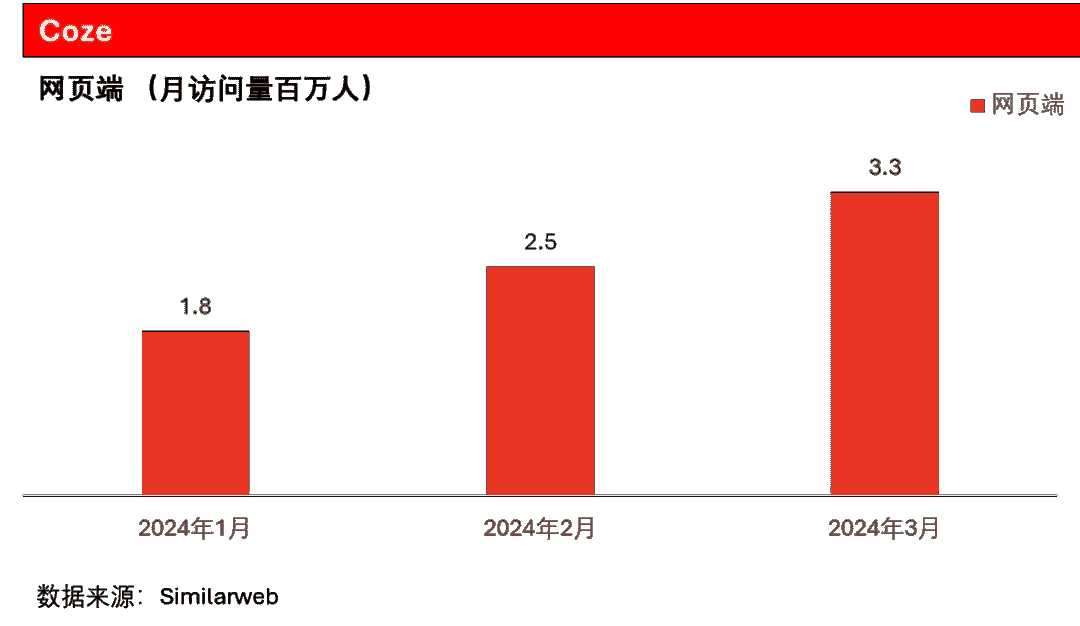 Coze
网页端 （月访问量百万人）
网页端
3.3
2.5
1.8
2024年1月 2024年2月 2024年3月
数据来源：Similarweb